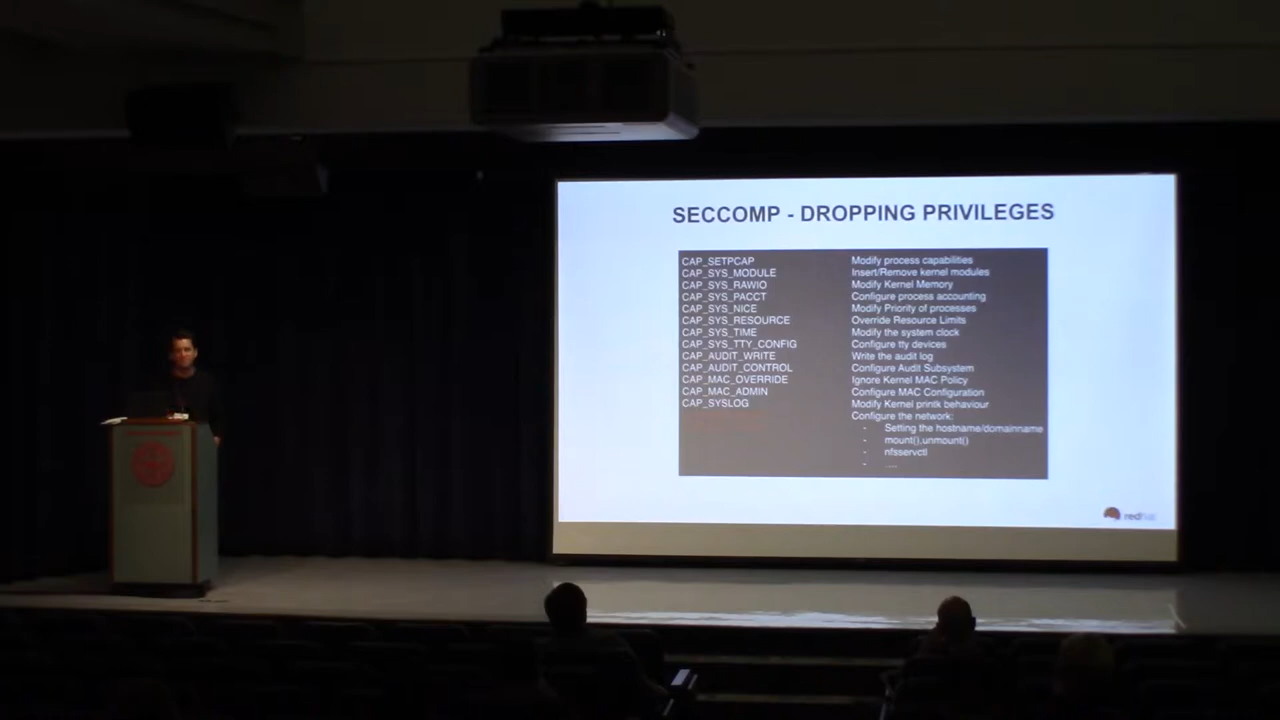 SECCOMP - DROPPING PRIVILEGES
CAP_SETPCAP Modify process capabilities
CAP_SYS_MODULE Insert/Remove kernel modules
CAP_SYS_RAWIO Modify Kernel Memory
CAP_SYS_PACCT Configure process accounting
CAP_SYS_NICE Modify Priority of processes
CAP_SYS_RESOURCE Override Resource Limits
CAP_SYS_TIME Modify the system clock
CAP_SYS_TTY_CONFIG Configure tty devices
CAP_AUDIT_WRITE Write the audit log
CAP_AUDIT_CONTROL Configure Audit Subsystem
CAP_MAC_OVERRIDE Ignore Kernel MAC Policy
CAP_MAC_ADMIN Configure MAC Configuration
CAP_SYSLOG Modify Kernel printk behaviour
Configure the network:
- Setting the hostname/domainname
- mount(),unmount()
- nfsservctl
- ....
redhat